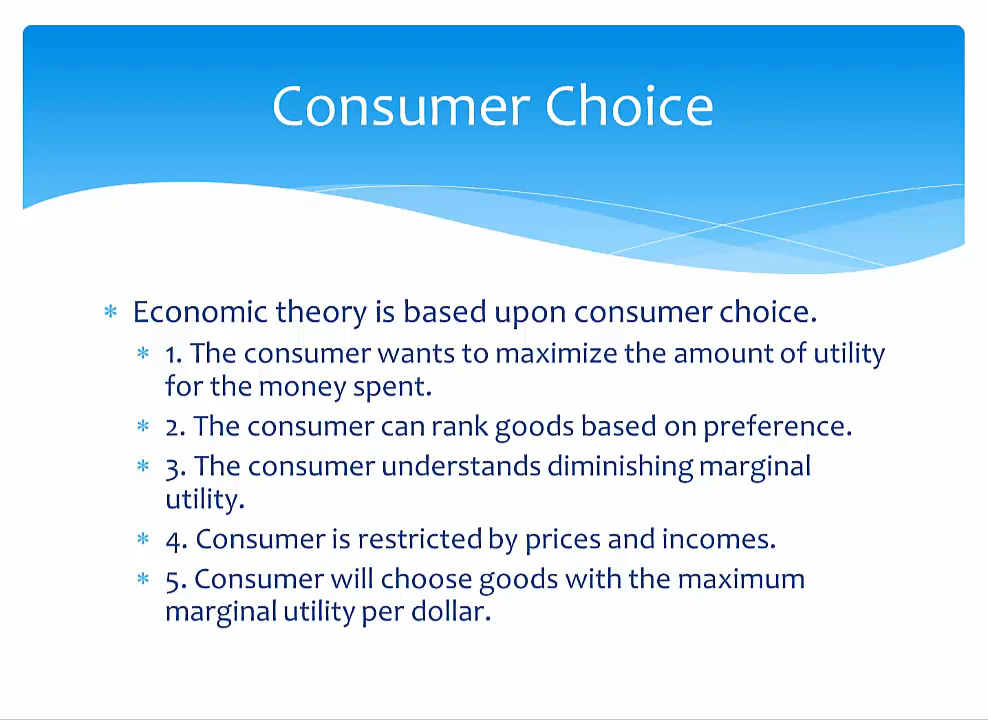 Consumer Choice
* Economic theory is based upon consumer choice.
* 1. The consumer wants to maximize the amount of utility
for the money spent.
* 2. The consumer can rank goods based on preference.
* 3. The consumer understands diminishing marginal
utility.
* 4. Consumer is restricted by prices and incomes.
* 5. Consumer will choose goods with the maximum
marginal utility per dollar.